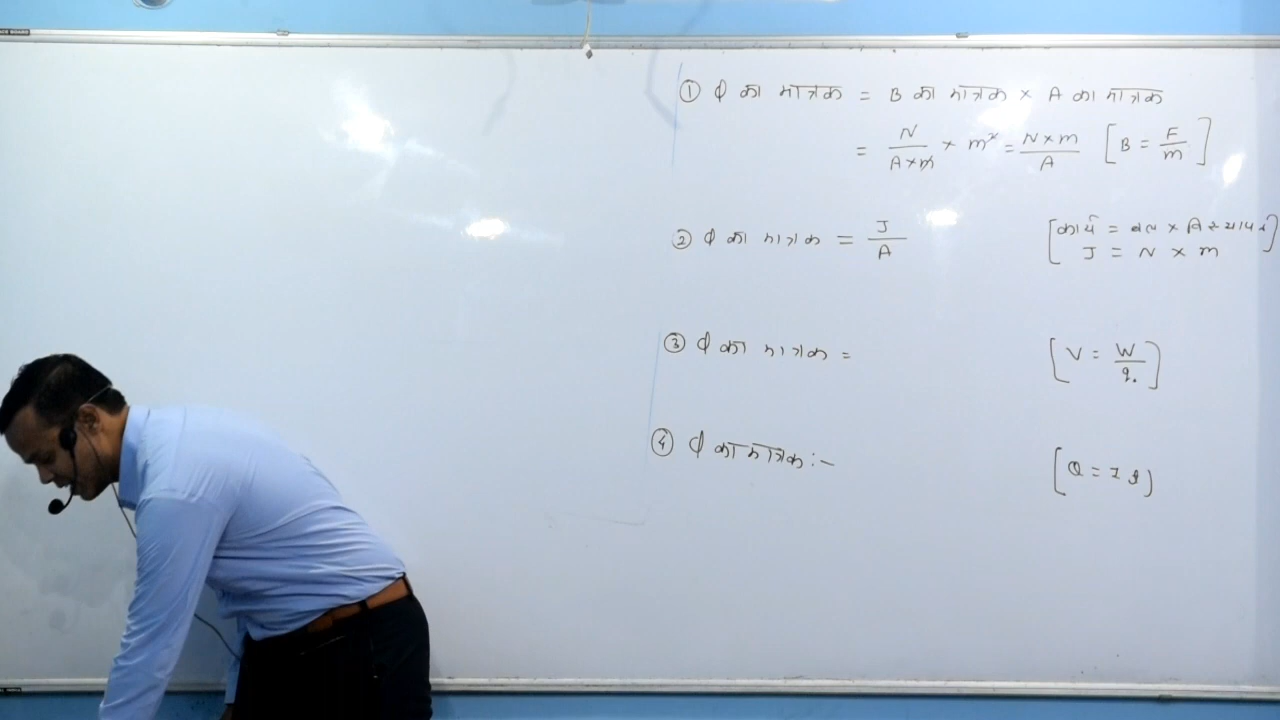 ① ϕ का मात्रक = B का मात्रक × A का मात्रक
= N/(A×m) × m² = (N×m)/A [B = F/m]
② ϕ का मात्रक = J/A [कार्य = बल × विस्थापन
J = N × m]
③ ϕ का मात्रक = [V = W/q]
④ ϕ का मात्रक :- [Q = I t]